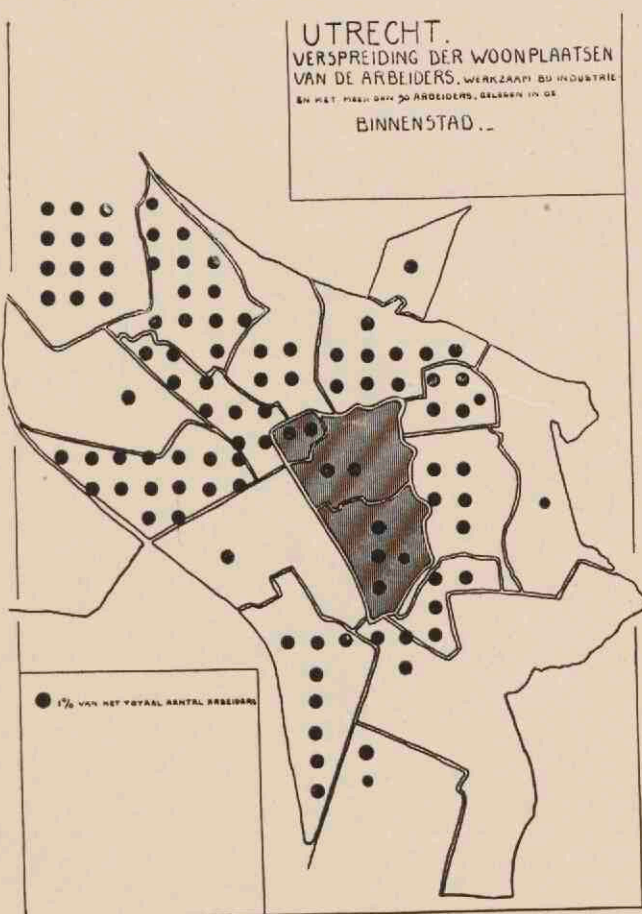 UTRECHT.
VERSPREIDING DER WOONPLAATSEN
VAN DE ARBEIDERS, WERKZAAM BIJ INDUSTRIE
EN MET MEER DAN 50 ARBEIDERS, GELEGEN IN DE
BINNENSTAD._
1% VAN HET TOTAAL AANTAL ARBEIDERS